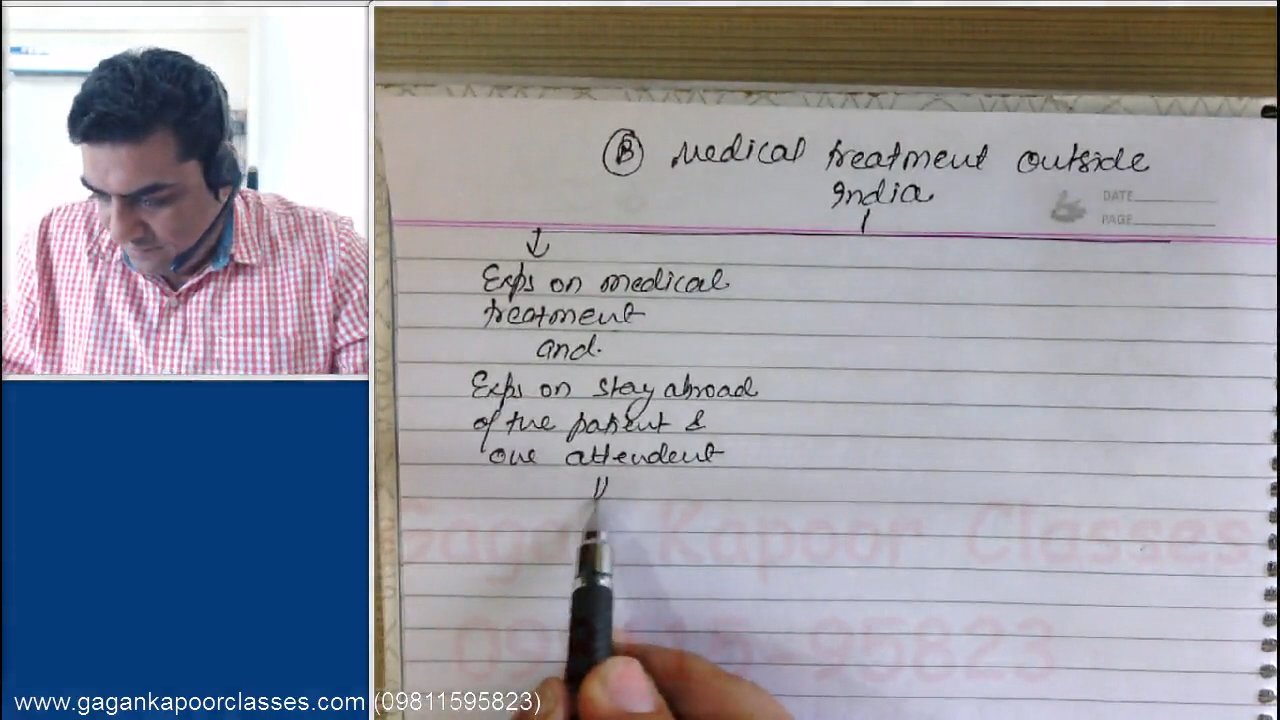 (B) Medical treatment outside
India
DATE
PAGE
Exps on medical
treatment
and.
Exps on stay abroad
of the patient &
one attendent
Gagan Kapoor Classes
09811595823
www.gagankapoorclasses.com (09811595823)